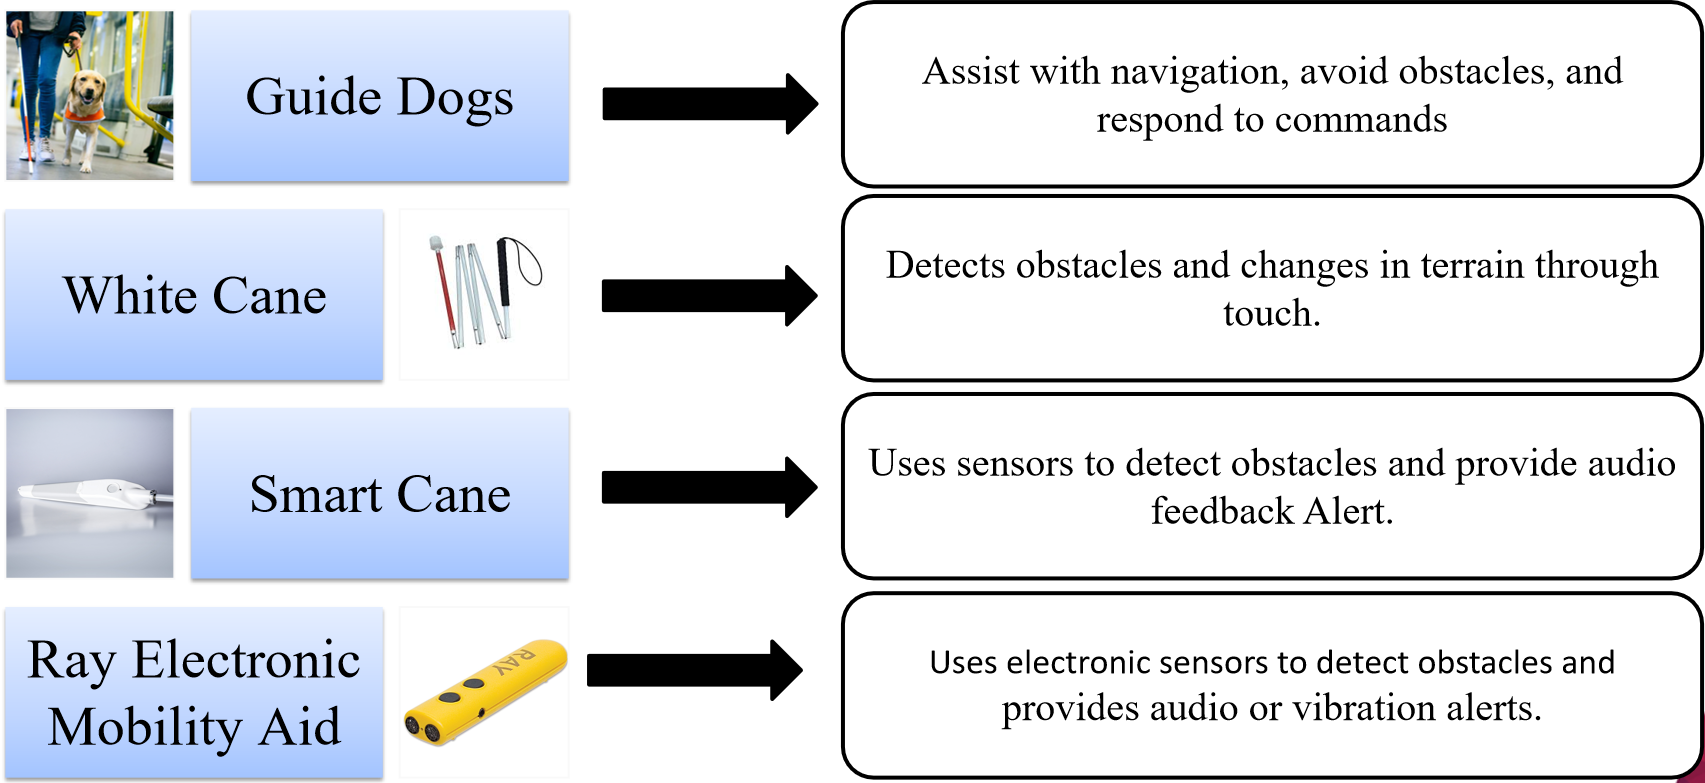 Guide Dogs
Assist with navigation, avoid obstacles, and
respond to commands
White Cane
Detects obstacles and changes in terrain through
touch.
Smart Cane
Uses sensors to detect obstacles and provide audio
feedback Alert.
Ray Electronic
Mobility Aid
RAY
Uses electronic sensors to detect obstacles and
provides audio or vibration alerts.